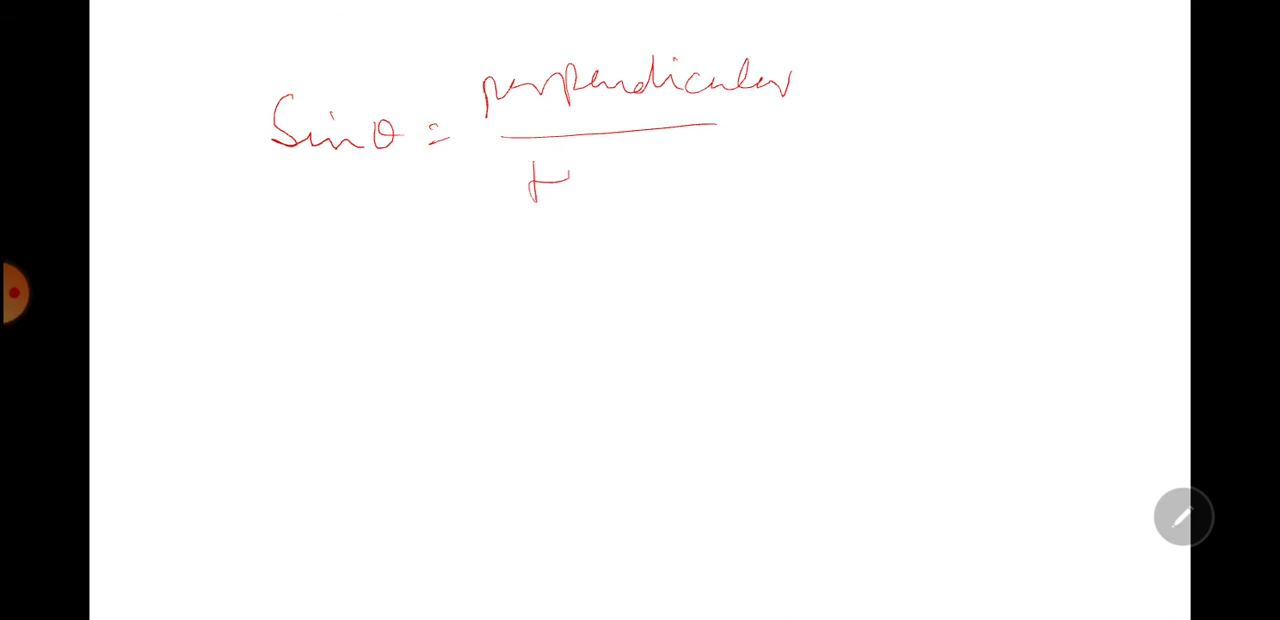 Sinθ = perpendicular